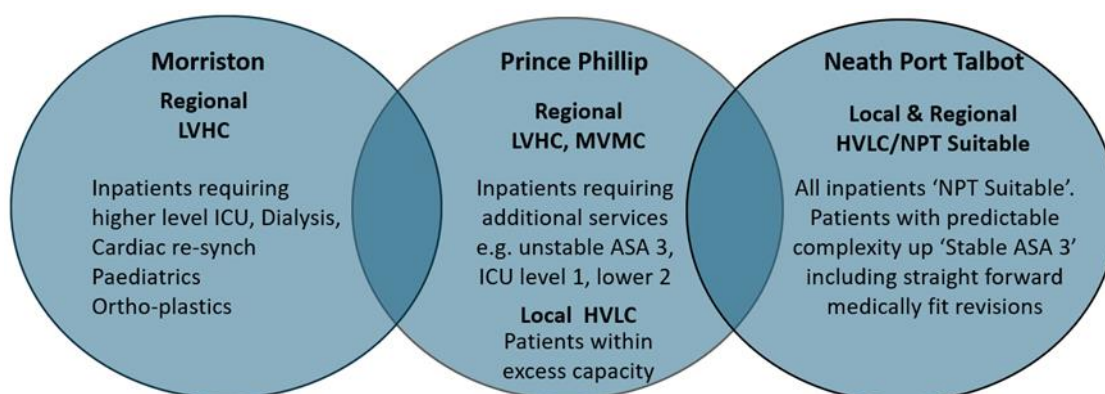 Morriston
Regional
LVHC
Inpatients requiring
higher level ICU, Dialysis,
Cardiac re-synch
Paediatrics
Ortho-plastics
Prince Phillip
Regional
LVHC, MVMC
Inpatients requiring
additional services
e.g. unstable ASA 3,
ICU level 1, lower 2
Local HVLC
Patients within
excess capacity
Neath Port Talbot
Local & Regional
HVLC/NPT Suitable
All inpatients ‘NPT Suitable’.
Patients with predictable
complexity up ‘Stable ASA 3’
including straight forward
medically fit revisions